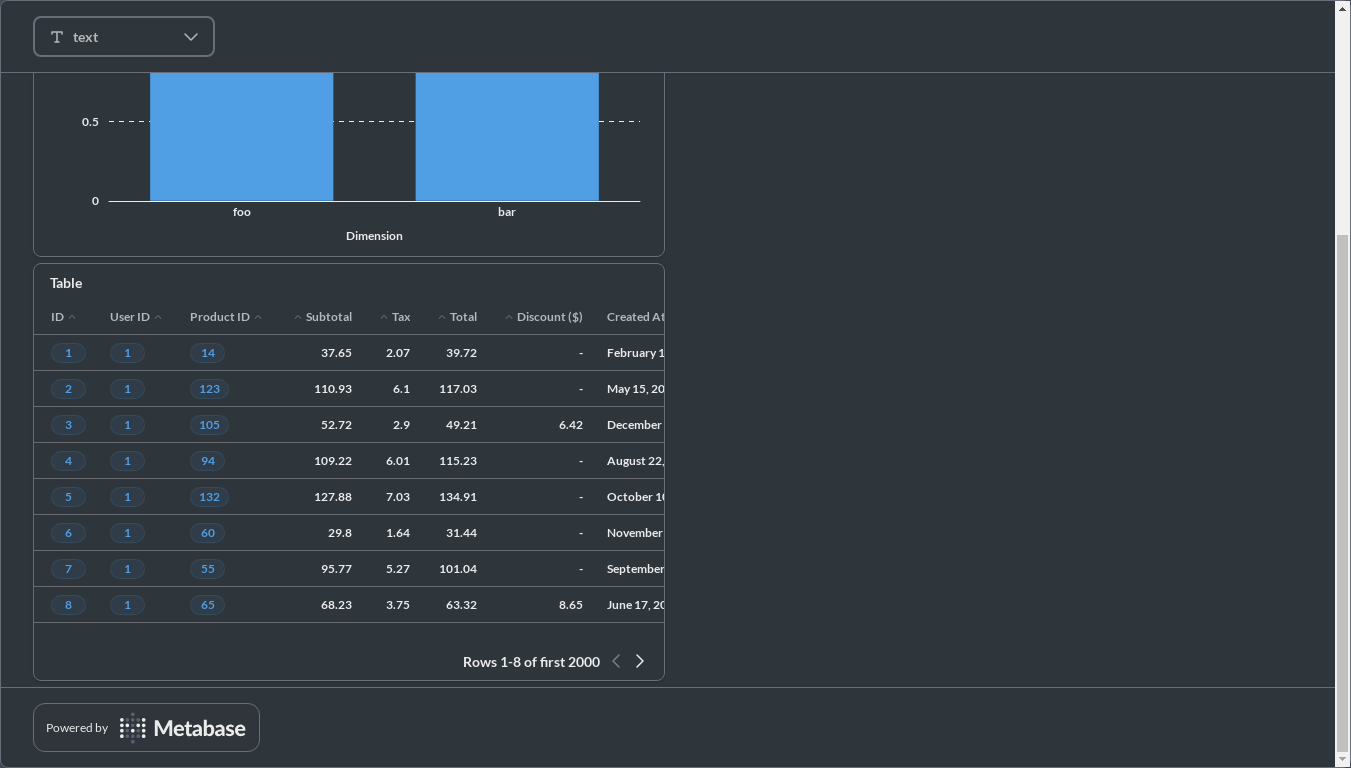 text
0.5
0
foo bar
Dimension
Table
ID User ID Product ID Subtotal Tax Total Discount ($) Created At
1 1 14 37.65 2.07 39.72 - February 1
2 1 123 110.93 6.1 117.03 - May 15, 20
3 1 105 52.72 2.9 49.21 6.42 December
4 1 94 109.22 6.01 115.23 - August 22,
5 1 132 127.88 7.03 134.91 - October 10
6 1 60 29.8 1.64 31.44 - November
7 1 55 95.77 5.27 101.04 - September
8 1 65 68.23 3.75 63.32 8.65 June 17, 20
Rows 1-8 of first 2000
Powered by Metabase